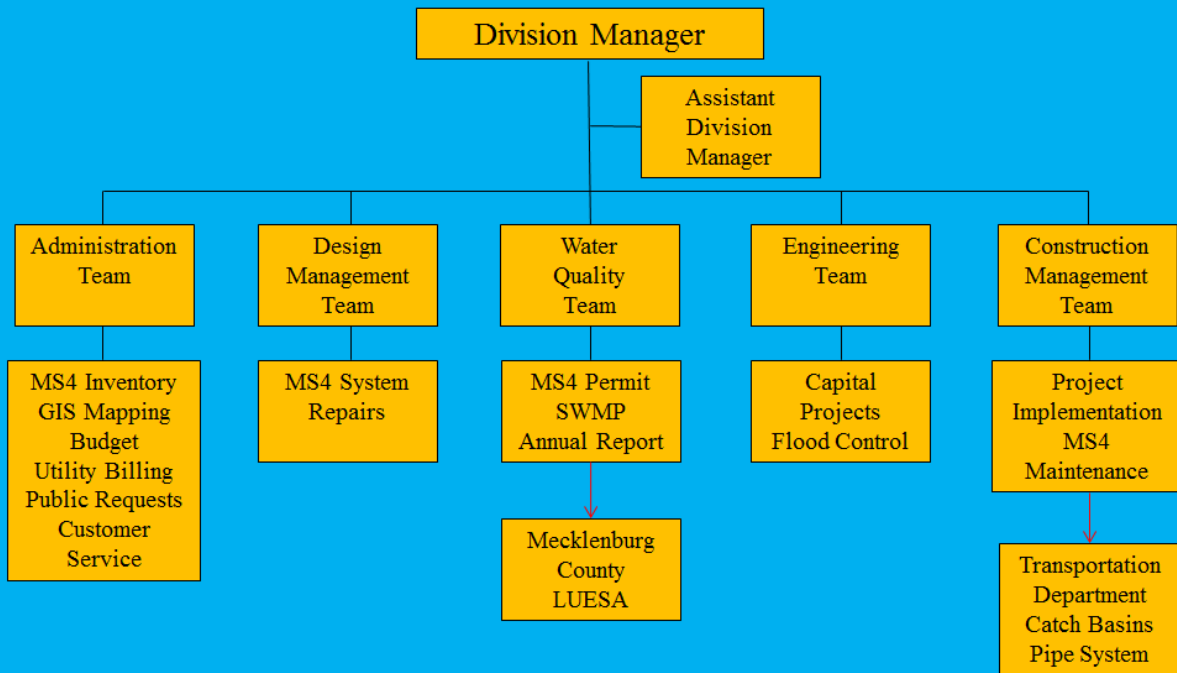 Division Manager
Assistant
Division
Manager
Administration
Team
Design
Management
Team
Water
Quality
Team
Engineering
Team
Construction
Management
Team
MS4 Inventory
GIS Mapping
Budget
Utility Billing
Public Requests
Customer
Service
MS4 System
Repairs
MS4 Permit
SWMP
Annual Report
Capital
Projects
Flood Control
Project
Implementation
MS4
Maintenance
Mecklenburg
County
LUESA
Transportation
Department
Catch Basins
Pipe System